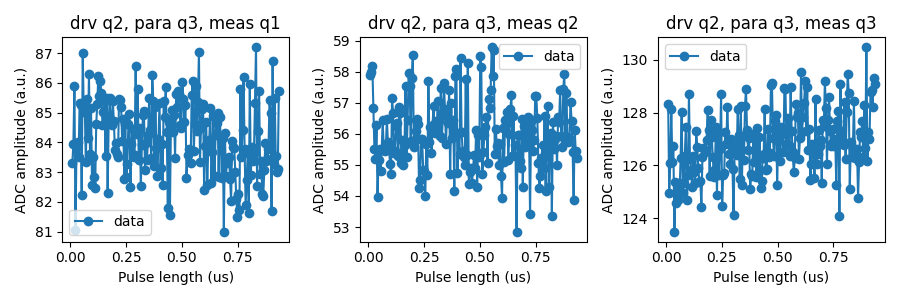 drv q2, para q3, meas q1
87
86
85
84
83
82
81
ADC amplitude (a.u.)
data
0.00
0.25
0.50
0.75
Pulse length (us)
drv q2, para q3, meas q2
59
58
57
56
55
54
53
ADC amplitude (a.u.)
data
0.00
0.25
0.50
0.75
Pulse length (us)
drv q2, para q3, meas q3
130
128
126
124
ADC amplitude (a.u.)
data
0.00
0.25
0.50
0.75
Pulse length (us)